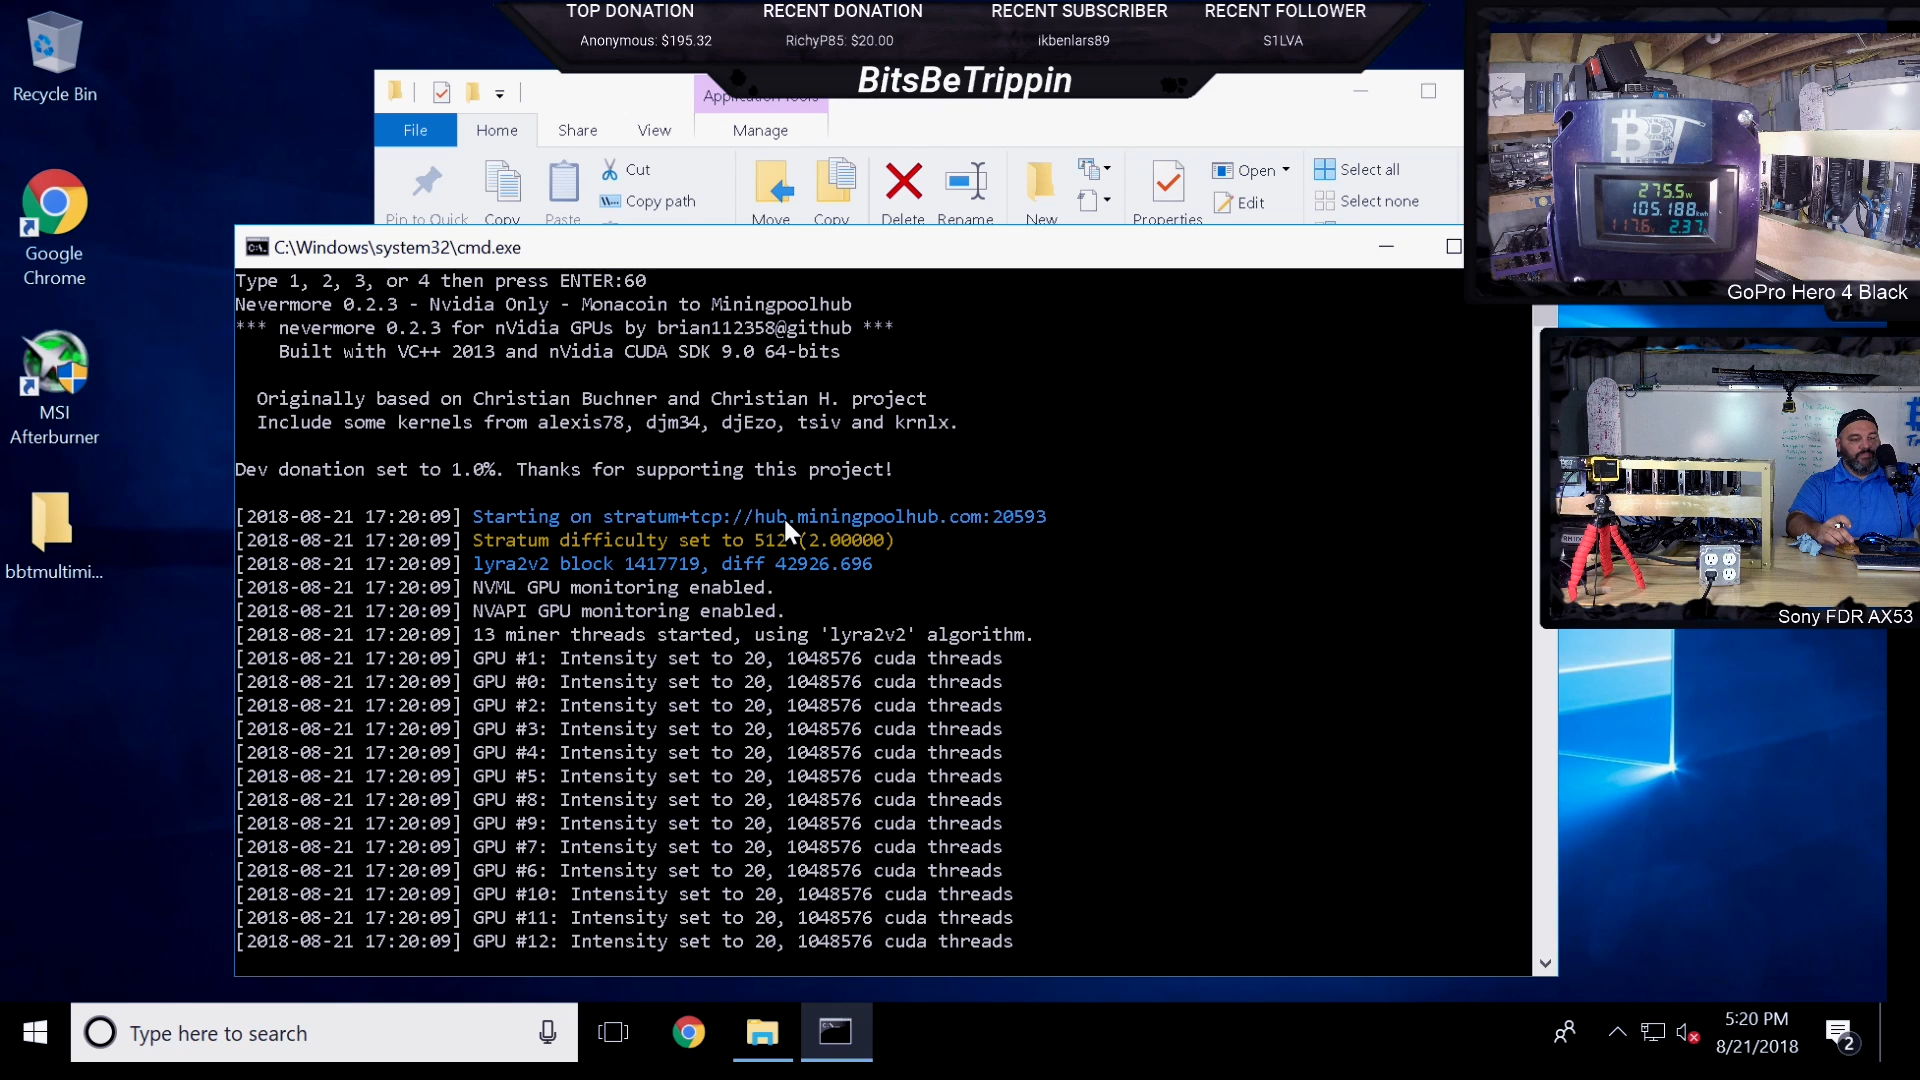 TOP DONATION
Anonymous: $195.32
RECENT DONATION
RichyP85: $20.00
RECENT SUBSCRIBER
ikbenlars89
RECENT FOLLOWER
S1LVA
BitsBeTrippin
Recycle Bin
Google
Chrome
MSI
Afterburner
bbtmultimi...
File
Home
Share
View
Manage
Pin to Quick
Copy
Paste
Cut
Copy path
Move
Copy
Delete
Rename
New
Properties
Open
Edit
Select all
Select none
C:\Windows\system32\cmd.exe
Type 1, 2, 3, or 4 then press ENTER:60
Nevermore 0.2.3 - Nvidia Only - Monacoin to Miningpoolhub
*** nevermore 0.2.3 for nVidia GPUs by brian112358@github ***
Built with VC++ 2013 and nVidia CUDA SDK 9.0 64-bits
Originally based on Christian Buchner and Christian H. project
Include some kernels from alexis78, djm34, djEzo, tsiv and krnlx.
Dev donation set to 1.0%. Thanks for supporting this project!
[2018-08-21 17:20:09] Starting on stratum+tcp://hub.miningpoolhub.com:20593
[2018-08-21 17:20:09] Stratum difficulty set to 512 (2.00000)
[2018-08-21 17:20:09] lyra2v2 block 1417719, diff 42926.696
[2018-08-21 17:20:09] NVML GPU monitoring enabled.
[2018-08-21 17:20:09] NVAPI GPU monitoring enabled.
[2018-08-21 17:20:09] 13 miner threads started, using 'lyra2v2' algorithm.
[2018-08-21 17:20:09] GPU #1: Intensity set to 20, 1048576 cuda threads
[2018-08-21 17:20:09] GPU #0: Intensity set to 20, 1048576 cuda threads
[2018-08-21 17:20:09] GPU #2: Intensity set to 20, 1048576 cuda threads
[2018-08-21 17:20:09] GPU #3: Intensity set to 20, 1048576 cuda threads
[2018-08-21 17:20:09] GPU #4: Intensity set to 20, 1048576 cuda threads
[2018-08-21 17:20:09] GPU #5: Intensity set to 20, 1048576 cuda threads
[2018-08-21 17:20:09] GPU #8: Intensity set to 20, 1048576 cuda threads
[2018-08-21 17:20:09] GPU #9: Intensity set to 20, 1048576 cuda threads
[2018-08-21 17:20:09] GPU #7: Intensity set to 20, 1048576 cuda threads
[2018-08-21 17:20:09] GPU #6: Intensity set to 20, 1048576 cuda threads
[2018-08-21 17:20:09] GPU #10: Intensity set to 20, 1048576 cuda threads
[2018-08-21 17:20:09] GPU #11: Intensity set to 20, 1048576 cuda threads
[2018-08-21 17:20:09] GPU #12: Intensity set to 20, 1048576 cuda threads
275.5w
105.188kwh
117.6v 2.37
GoPro Hero 4 Black
Sony FDR AX53
Type here to search
5:20 PM
8/21/2018
2